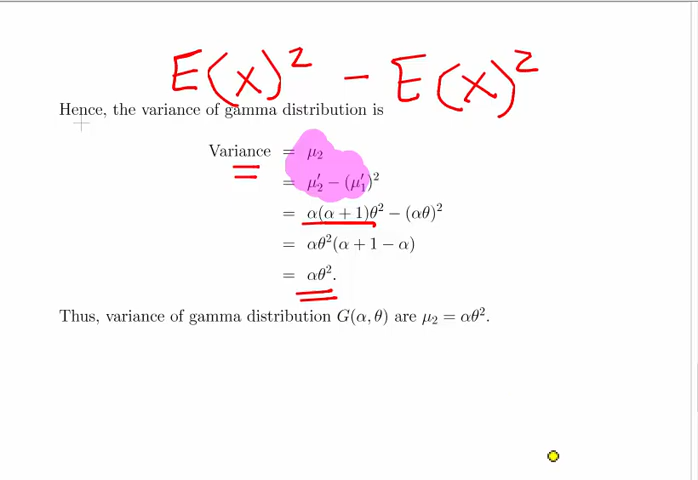 E(x)² − E(x)²
Hence, the variance of gamma distribution is
Variance = μ₂
= μ′₂ − (μ′₁)²
= α(α + 1)θ² − (αθ)²
= αθ²(α + 1 − α)
= αθ².
Thus, variance of gamma distribution G(α, θ) are μ₂ = αθ².